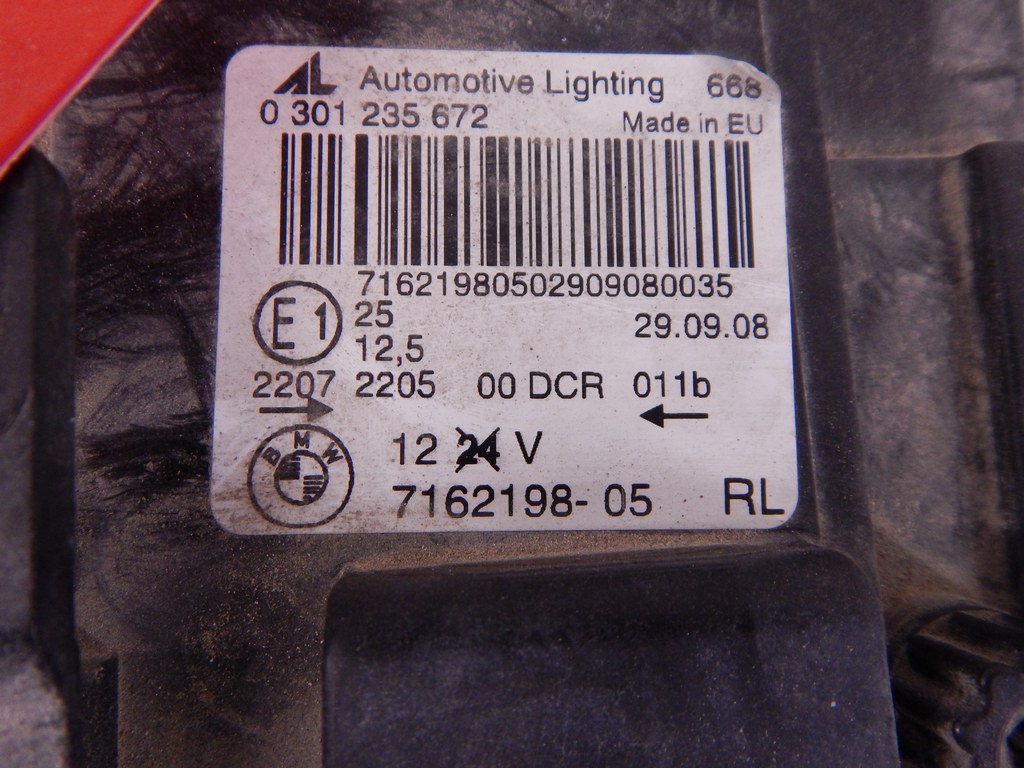 AL Automotive Lighting 668
0 301 235 672 Made in EU
71621980502909080035
E1 25 29.09.08
12,5
2207 2205 00 DCR 011b
BMW 12 24 V
7162198- 05 RL